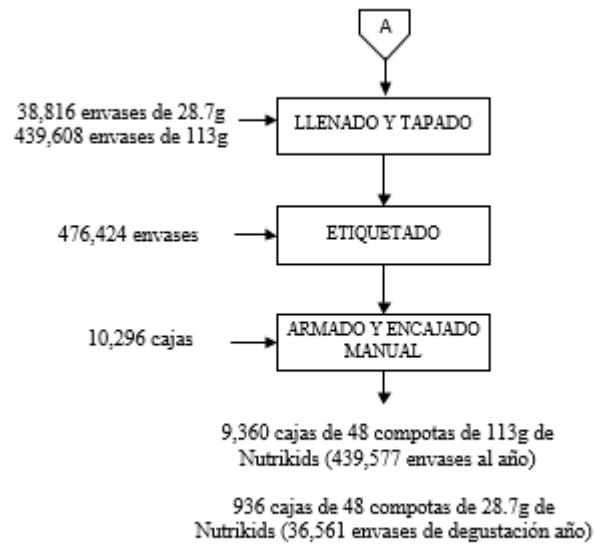 A
38,816 envases de 28.7g
439,608 envases de 113g
LLENADO Y TAPADO
476,424 envases
ETIQUETADO
10,296 cajas
ARMADO Y ENCAJADO
MANUAL
9,360 cajas de 48 compotas de 113g de
Nutrikids (439,577 envases al año)
936 cajas de 48 compotas de 28.7g de
Nutrikids (36,561 envases de degustación año)